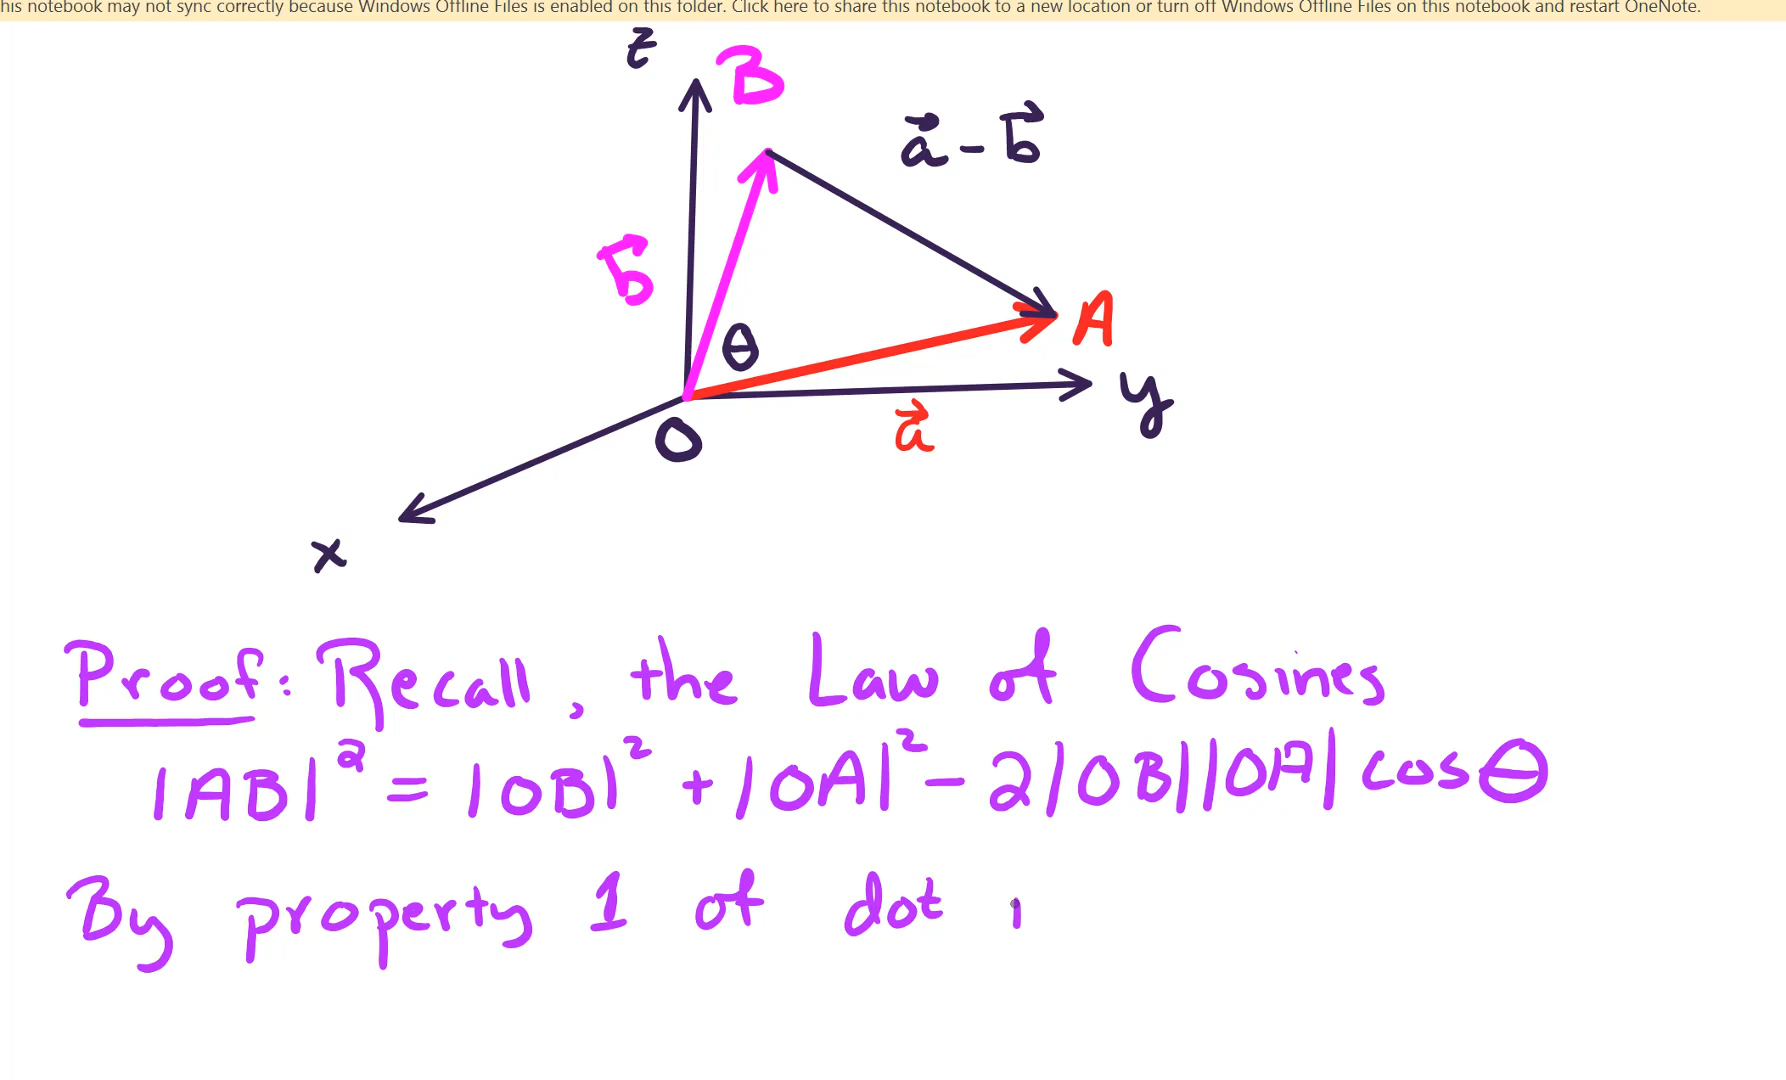 his notebook may not sync correctly because Windows Offline Files is enabled on this folder. Click here to share this notebook to a new location or turn off Windows Offline Files on this notebook and restart OneNote.
z
B
a⃗ - b⃗
b⃗
θ
A
y
a⃗
O
x
Proof: Recall, the Law of Cosines
|AB|² = |OB|² + |OA|² - 2|OB||OA| cosθ
By property 1 of dot